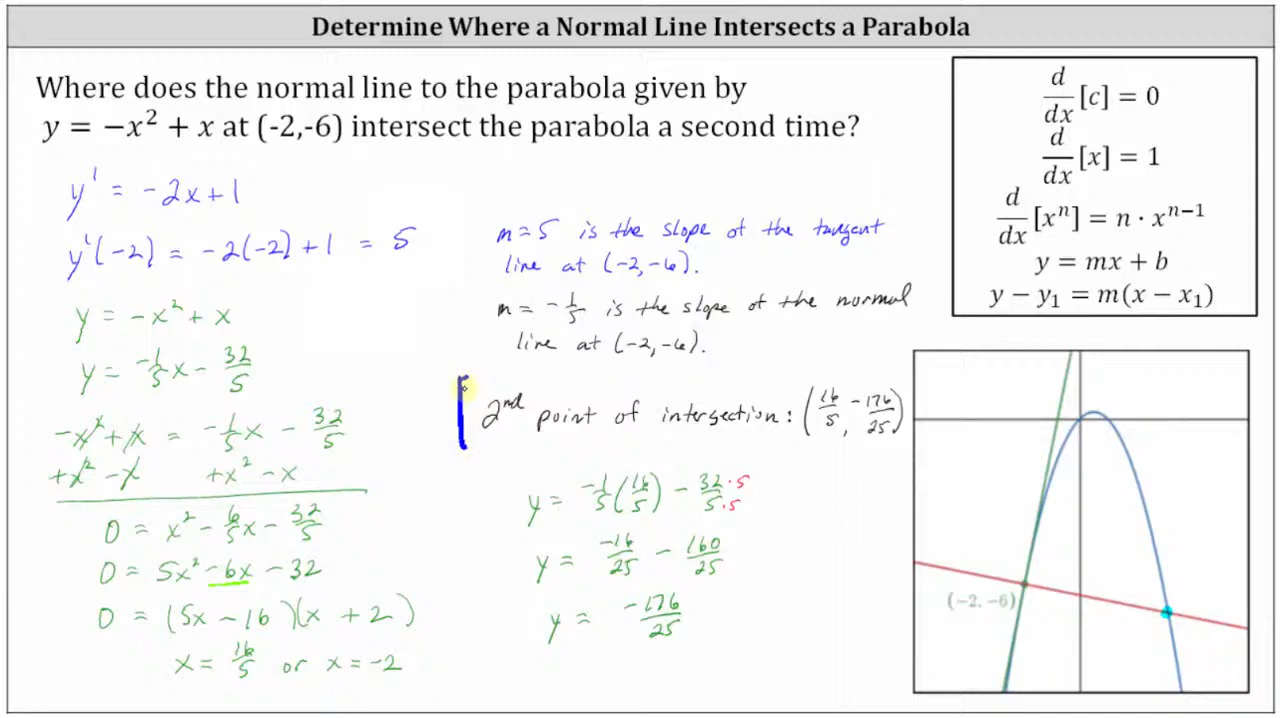 Determine Where a Normal Line Intersects a Parabola
Where does the normal line to the parabola given by
y = −x² + x at (-2,-6) intersect the parabola a second time?
y' = -2x+1
y'(-2) = -2(-2)+1 = 5
y = -x² + x
y = -1/5 x - 32/5
-x² + x = -1/5 x - 32/5
+x² - x +x² - x
0 = x² - 6/5 x - 32/5
0 = 5x² - 6x - 32
0 = (5x - 16)(x + 2)
x = 16/5 or x = -2
m = 5 is the slope of the tangent
line at (-2,-6).
m = -1/5 is the slope of the normal
line at (-2,-6).
2nd point of intersection: (16/5, -176/25)
y = -1/5 (16/5) - 32/5 ·5/·5
y = -16/25 - 160/25
y = -176/25
d/dx [c] = 0
d/dx [x] = 1
d/dx [xⁿ] = n · xⁿ⁻¹
y = mx + b
y − y₁ = m(x − x₁)
(-2, -6)